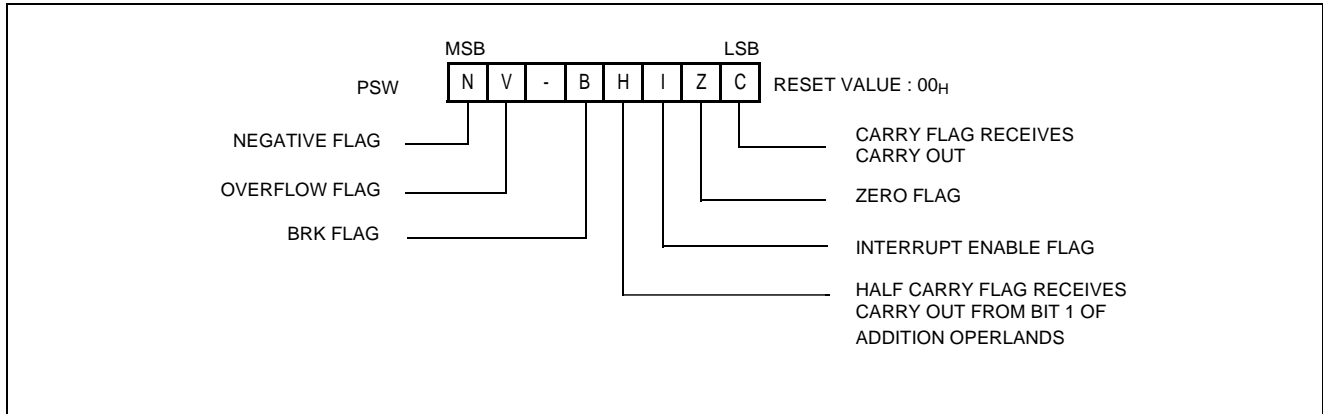 MSB LSB
PSW N V - B H I Z C RESET VALUE : 00H
NEGATIVE FLAG
OVERFLOW FLAG
BRK FLAG
CARRY FLAG RECEIVES
CARRY OUT
ZERO FLAG
INTERRUPT ENABLE FLAG
HALF CARRY FLAG RECEIVES
CARRY OUT FROM BIT 1 OF
ADDITION OPERLANDS